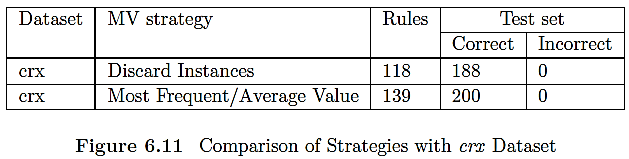 Dataset MV strategy Rules Test set
Correct Incorrect
crx Discard Instances 118 188 0
crx Most Frequent/Average Value 139 200 0
Figure 6.11 Comparison of Strategies with crx Dataset